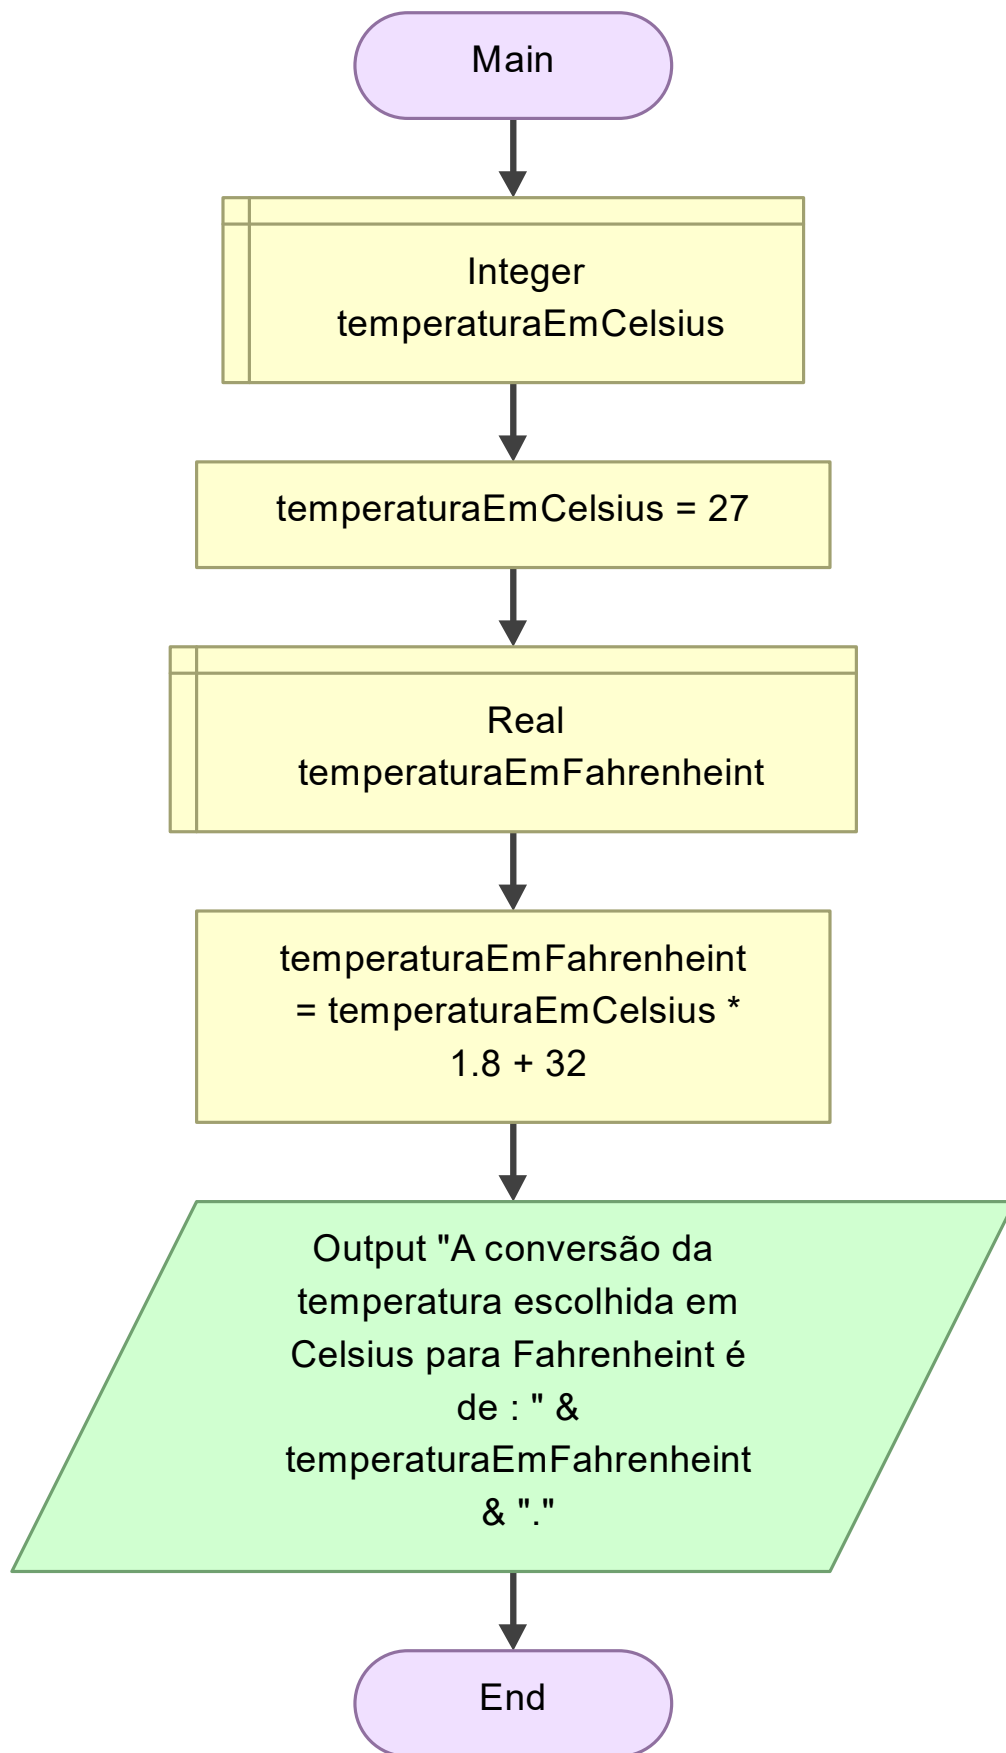 Main
Integer
temperaturaEmCelsius
temperaturaEmCelsius = 27
Real
temperaturaEmFahrenheint
temperaturaEmFahrenheint
= temperaturaEmCelsius *
1.8 + 32
Output "A conversão da
temperatura escolhida em
Celsius para Fahrenheint é
de : " &
temperaturaEmFahrenheint
& "."
End